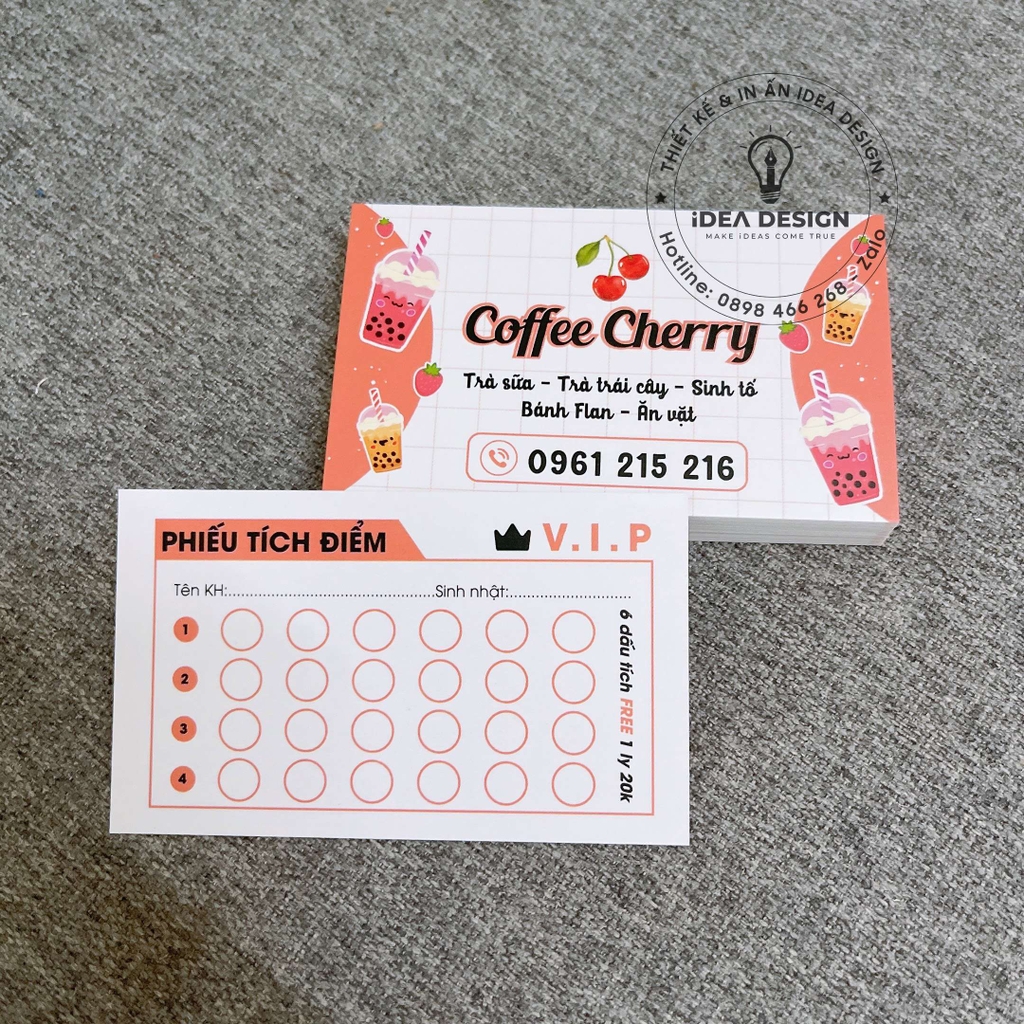 THIẾT KẾ & IN ẤN IDEA DESIGN
iDEA DESIGN
MAKE iDEAS COME TRUE
Hotline: 0898 466 268 - Zalo
Coffee Cherry
Trà sữa - Trà trái cây - Sinh tố
Bánh Flan - Ăn vặt
0961 215 216
PHIẾU TÍCH ĐIỂM
V.I.P
Tên KH:................................................Sinh nhật:............................
1
2
3
4
6 dấu tích FREE 1 ly 20k